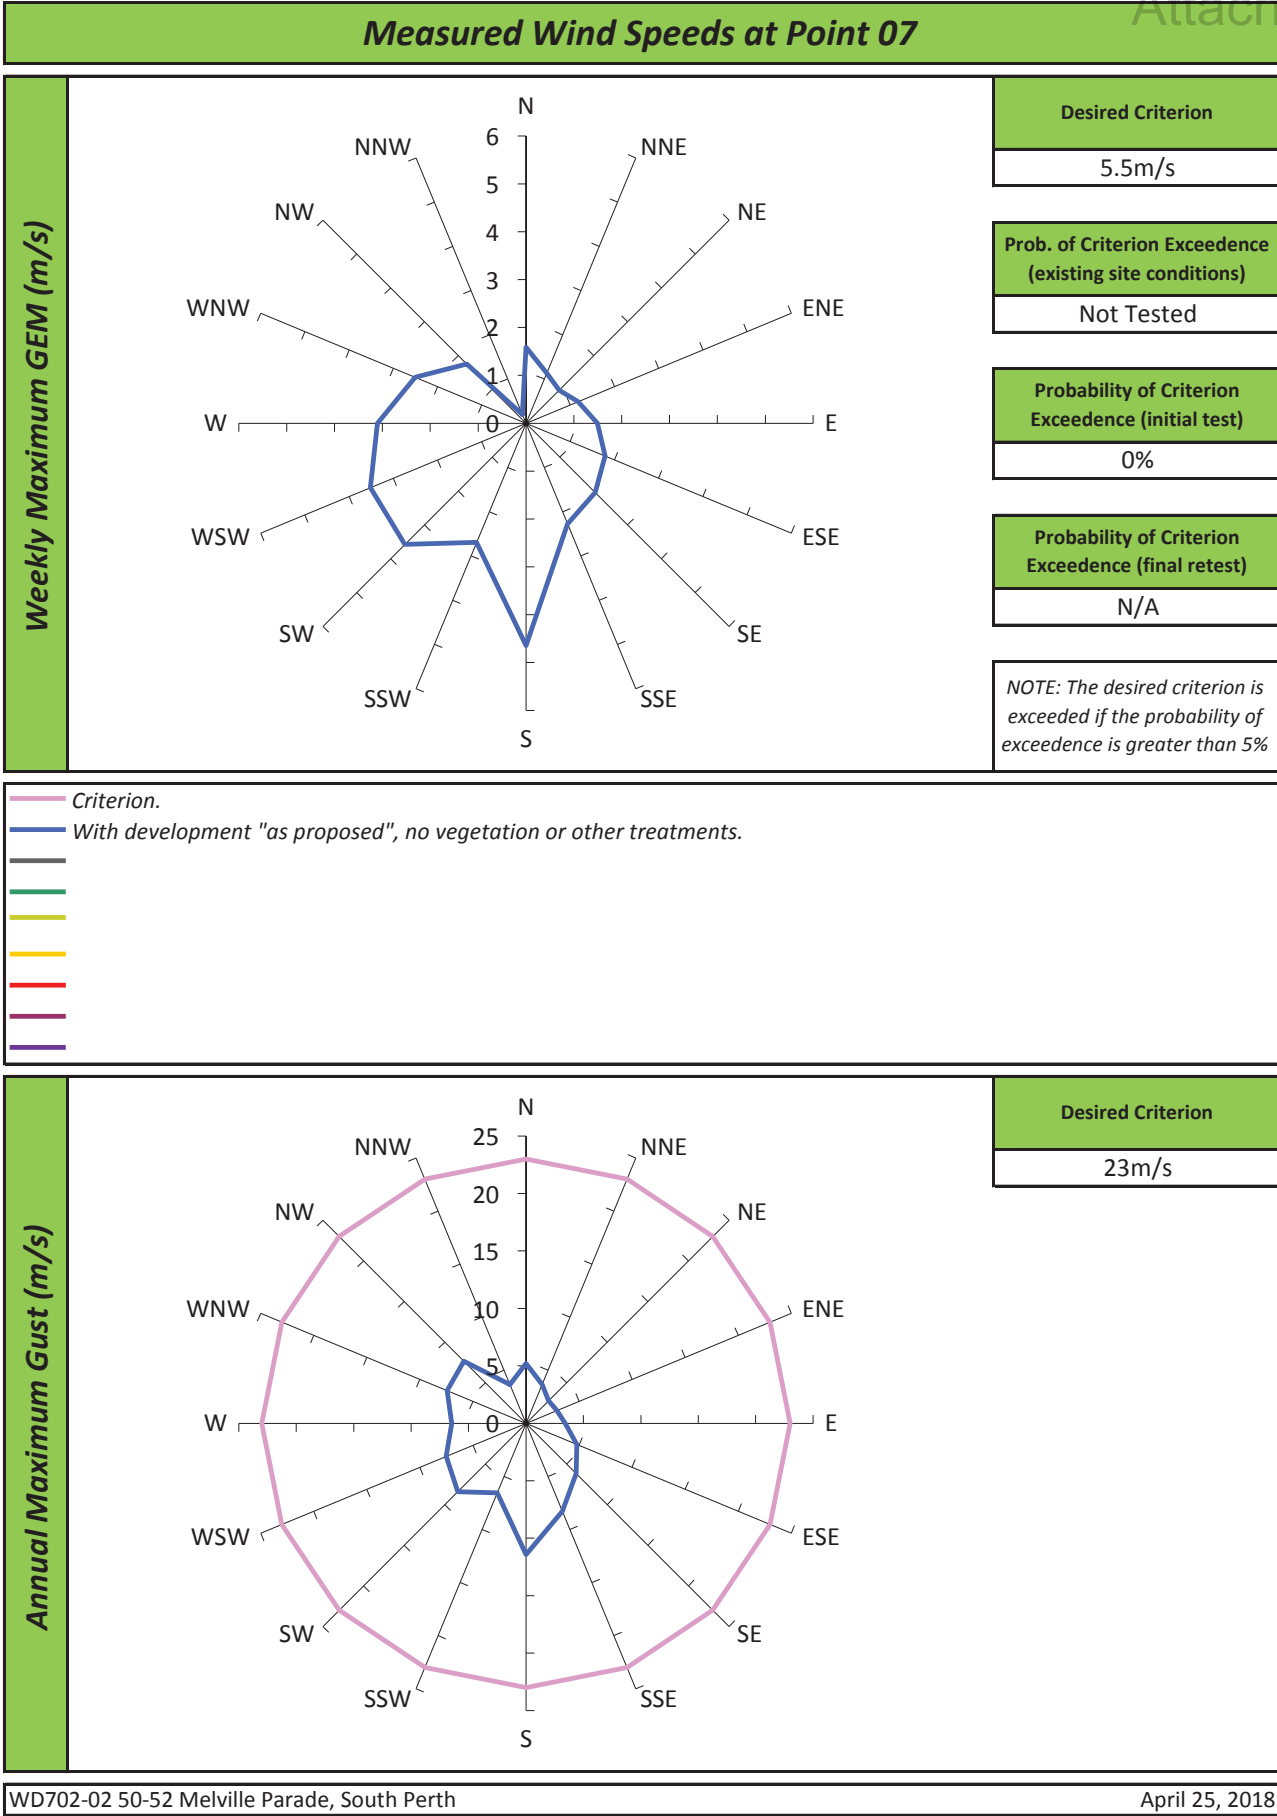 Attach
Measured Wind Speeds at Point 07
Weekly Maximum GEM (m/s)
N
NNE
NE
ENE
E
ESE
SE
SSE
S
SSW
SW
WSW
W
WNW
NW
NNW
6
5
4
3
2
1
0
Desired Criterion
5.5m/s
Prob. of Criterion Exceedence
(existing site conditions)
Not Tested
Probability of Criterion
Exceedence (initial test)
0%
Probability of Criterion
Exceedence (final retest)
N/A
NOTE: The desired criterion is
exceeded if the probability of
exceedence is greater than 5%
Criterion.
With development "as proposed", no vegetation or other treatments.
Annual Maximum Gust (m/s)
N
NNE
NE
ENE
E
ESE
SE
SSE
S
SSW
SW
WSW
W
WNW
NW
NNW
25
20
15
10
5
0
Desired Criterion
23m/s
WD702-02 50-52 Melville Parade, South Perth
April 25, 2018